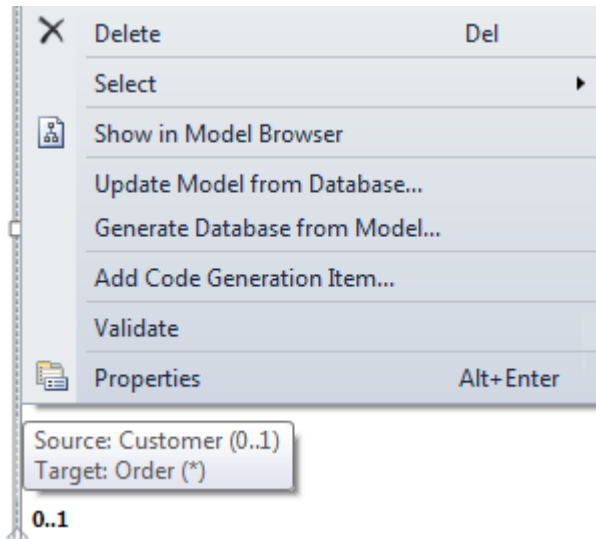 Delete Del
Select
Show in Model Browser
Update Model from Database...
Generate Database from Model...
Add Code Generation Item...
Validate
Properties Alt+Enter
Source: Customer (0..1)
Target: Order (*)
0..1